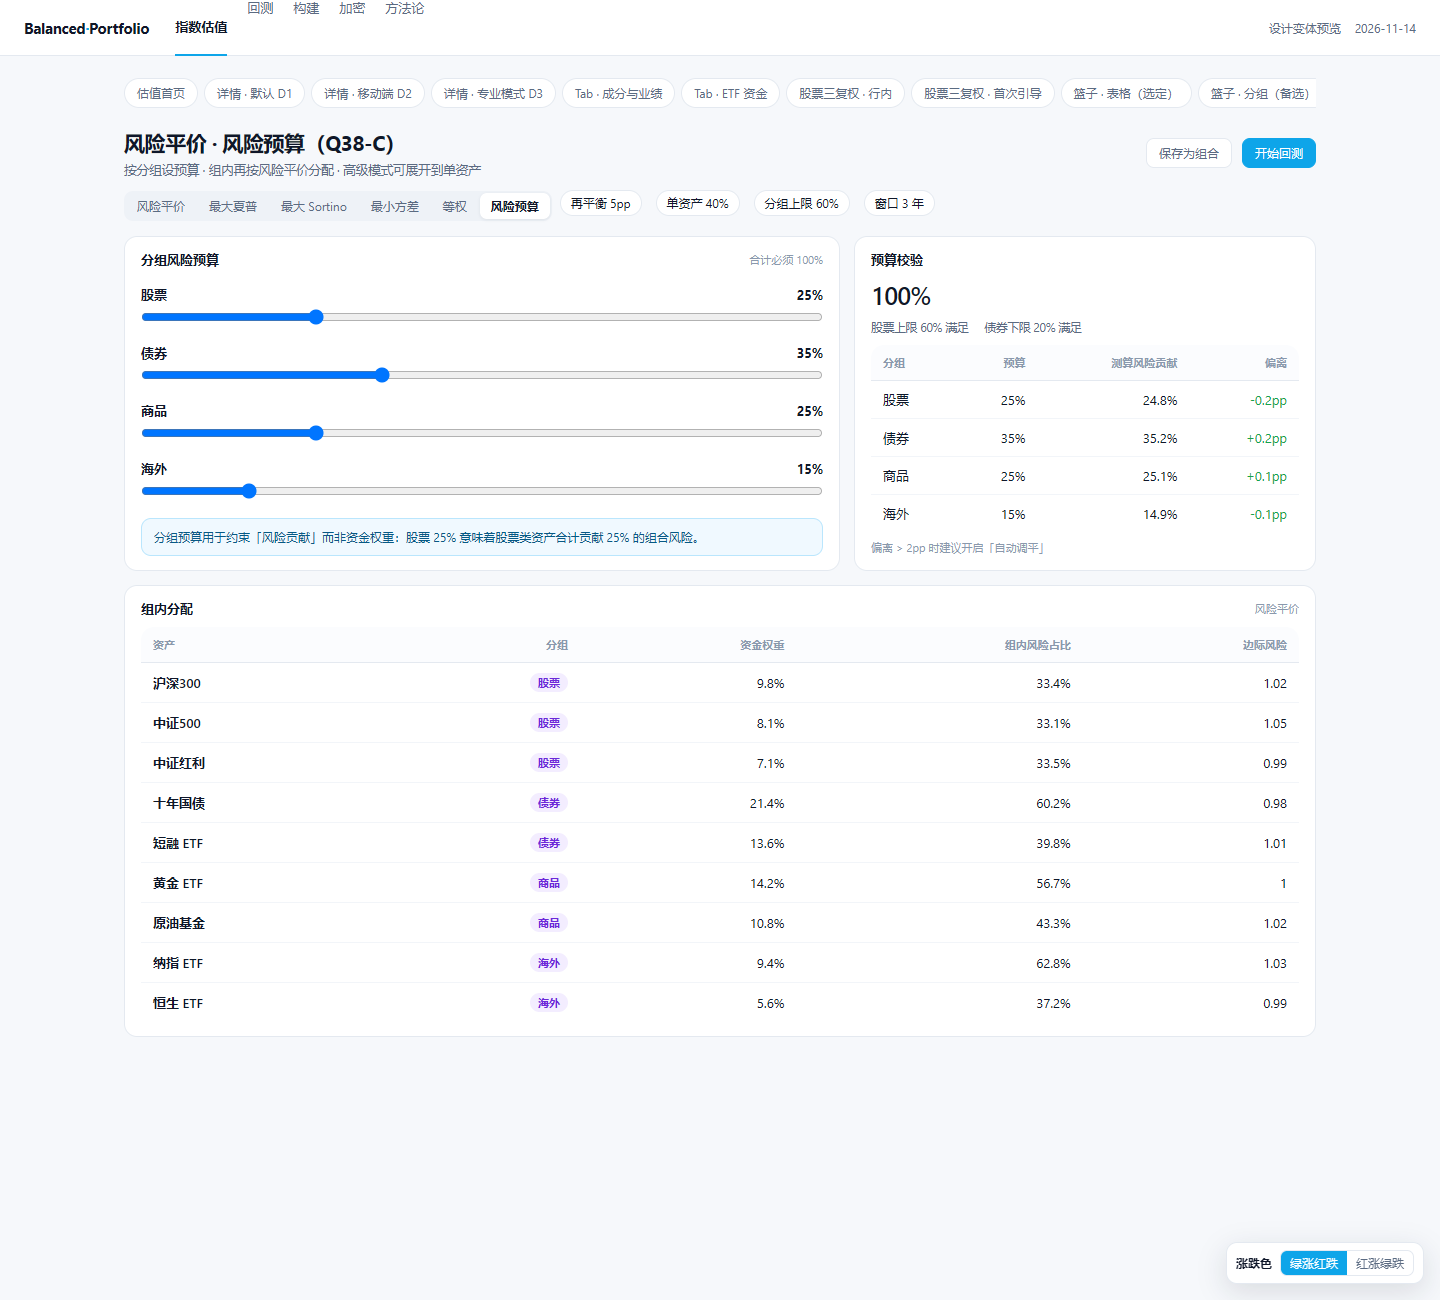 Balanced·Portfolio 指数估值 回测 构建 加密 方法论 设计变体预览 2026-11-14
估值首页 详情 · 默认 D1 详情 · 移动端 D2 详情 · 专业模式 D3 Tab · 成分与业绩 Tab · ETF 资金 股票三复权 · 行内 股票三复权 · 首次引导 篮子 · 表格（选定） 篮子 · 分组（备选）
风险平价 · 风险预算（Q38-C）
按分组设预算 · 组内再按风险平价分配 · 高级模式可展开到单资产
保存为组合 开始回测
风险平价 最大夏普 最大 Sortino 最小方差 等权 风险预算 再平衡 5pp 单资产 40% 分组上限 60% 窗口 3 年
分组风险预算 合计必须 100%
股票 25%
债券 35%
商品 25%
海外 15%
分组预算用于约束「风险贡献」而非资金权重：股票 25% 意味着股票类资产合计贡献 25% 的组合风险。
预算校验
100%
股票上限 60% 满足 债券下限 20% 满足
分组 预算 测算风险贡献 偏离
股票 25% 24.8% -0.2pp
债券 35% 35.2% +0.2pp
商品 25% 25.1% +0.1pp
海外 15% 14.9% -0.1pp
偏离 > 2pp 时建议开启「自动调平」
组内分配 风险平价
资产 分组 资金权重 组内风险占比 边际风险
沪深300 股票 9.8% 33.4% 1.02
中证500 股票 8.1% 33.1% 1.05
中证红利 股票 7.1% 33.5% 0.99
十年国债 债券 21.4% 60.2% 0.98
短融 ETF 债券 13.6% 39.8% 1.01
黄金 ETF 商品 14.2% 56.7% 1
原油基金 商品 10.8% 43.3% 1.02
纳指 ETF 海外 9.4% 62.8% 1.03
恒生 ETF 海外 5.6% 37.2% 0.99
涨跌色 绿涨红跌 红涨绿跌